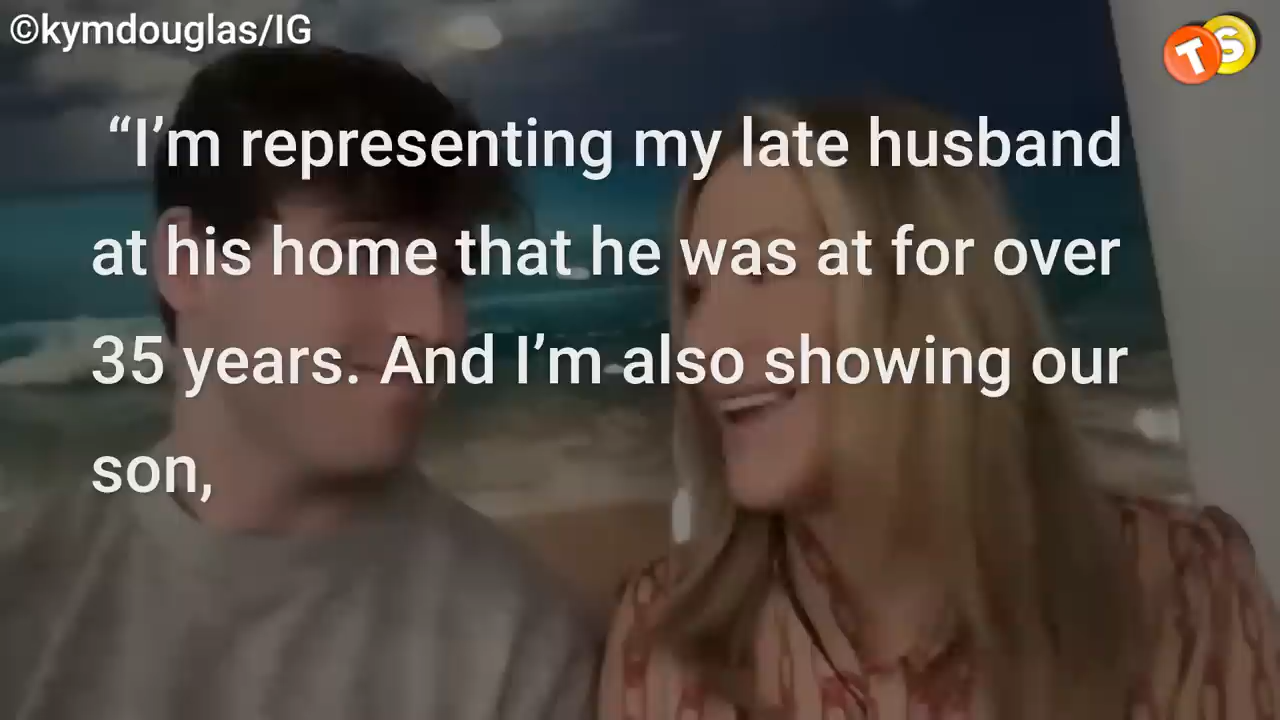 ©kymdouglas/IG
TS
“I’m representing my late husband
at his home that he was at for over
35 years. And I’m also showing our
son,